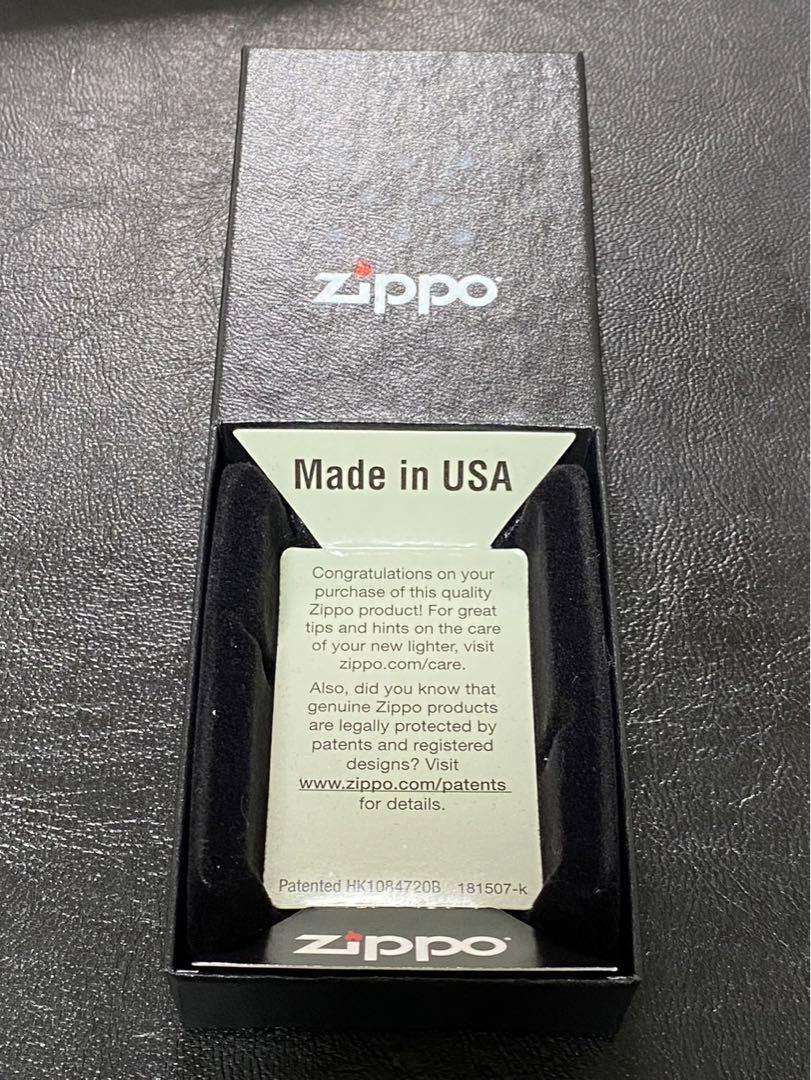 zippo
Made in USA
Congratulations on your
purchase of this quality
Zippo product! For great
tips and hints on the care
of your new lighter, visit
zippo.com/care.
Also, did you know that
genuine Zippo products
are legally protected by
patents and registered
designs? Visit
www.zippo.com/patents
for details.
Patented HK1084720B 181507-k
zippo